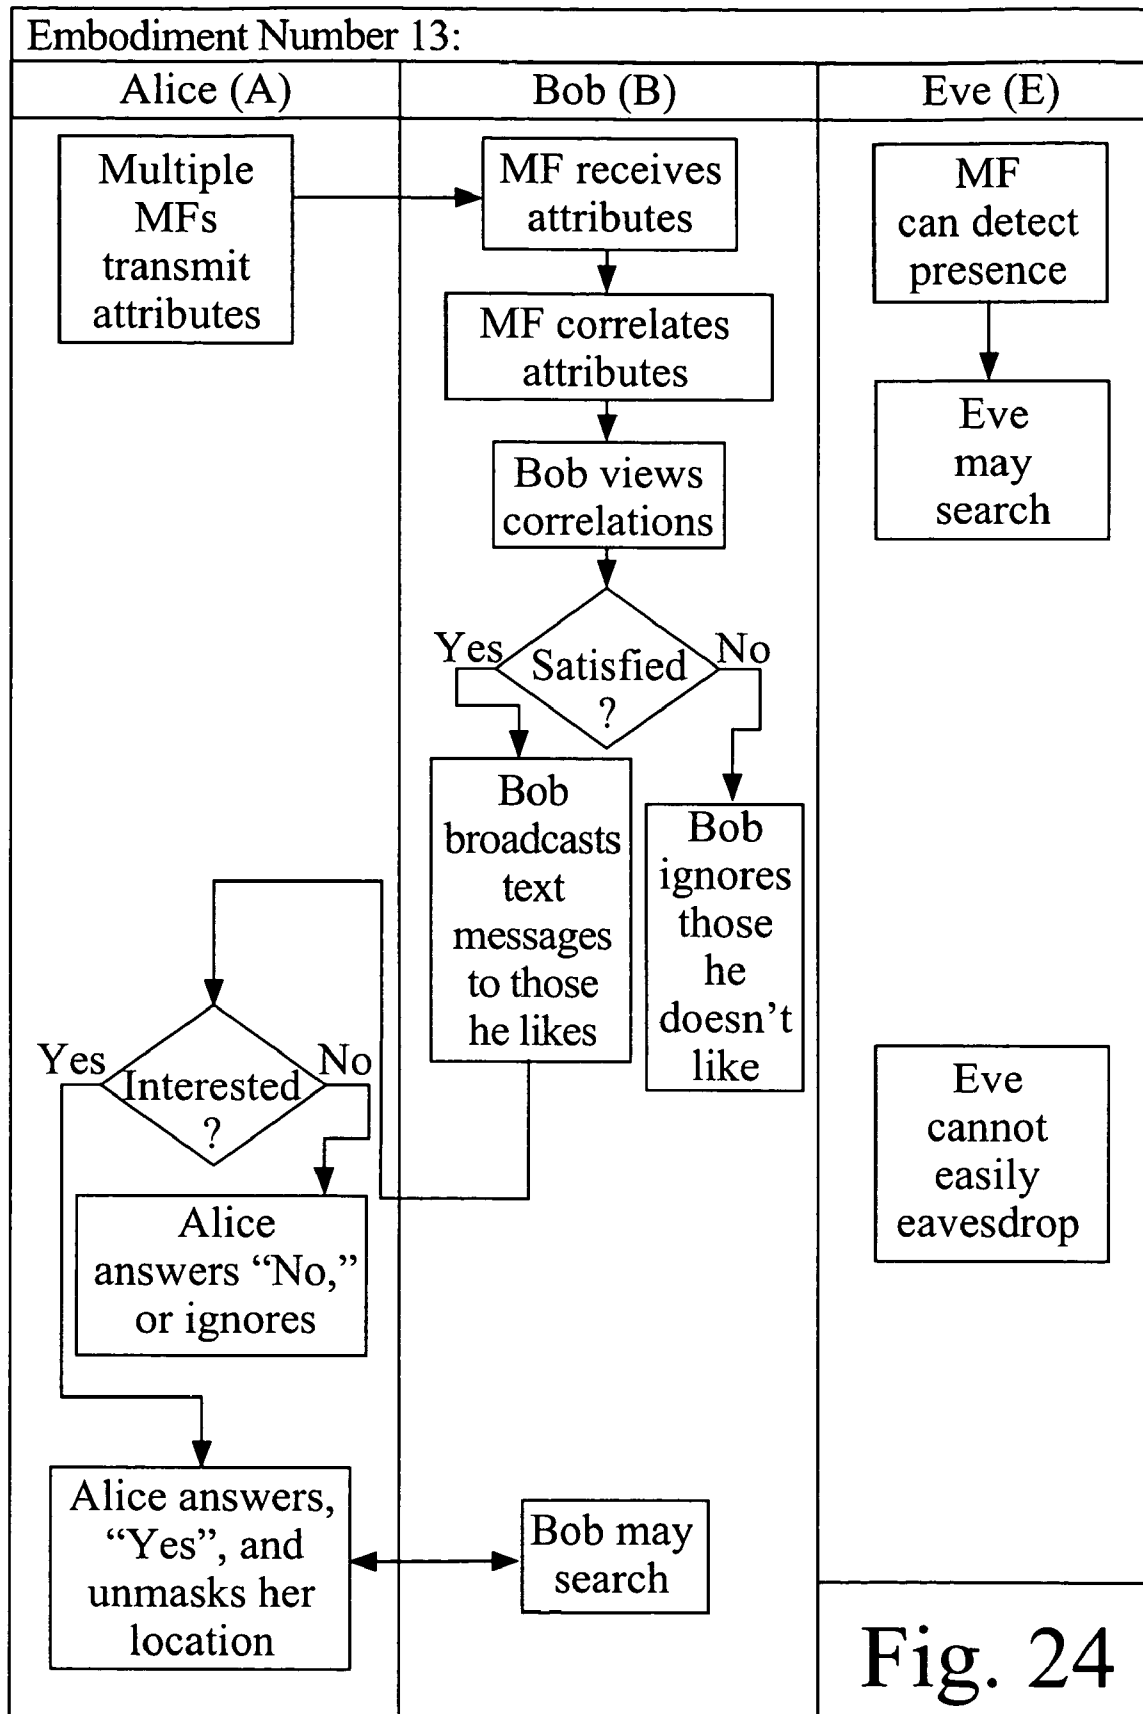 Embodiment Number 13:
Alice (A)
Bob (B)
Eve (E)
Multiple
MFs
transmit
attributes
MF receives
attributes
MF
can detect
presence
MF correlates
attributes
Eve
may
search
Bob views
correlations
Yes
Satisfied
?
No
Bob
broadcasts
text
messages
to those
he likes
Bob
ignores
those
he
doesn't
like
Yes
Interested
?
No
Eve
cannot
easily
eavesdrop
Alice
answers “No,”
or ignores
Alice answers,
“Yes”, and
unmasks her
location
Bob may
search
Fig. 24